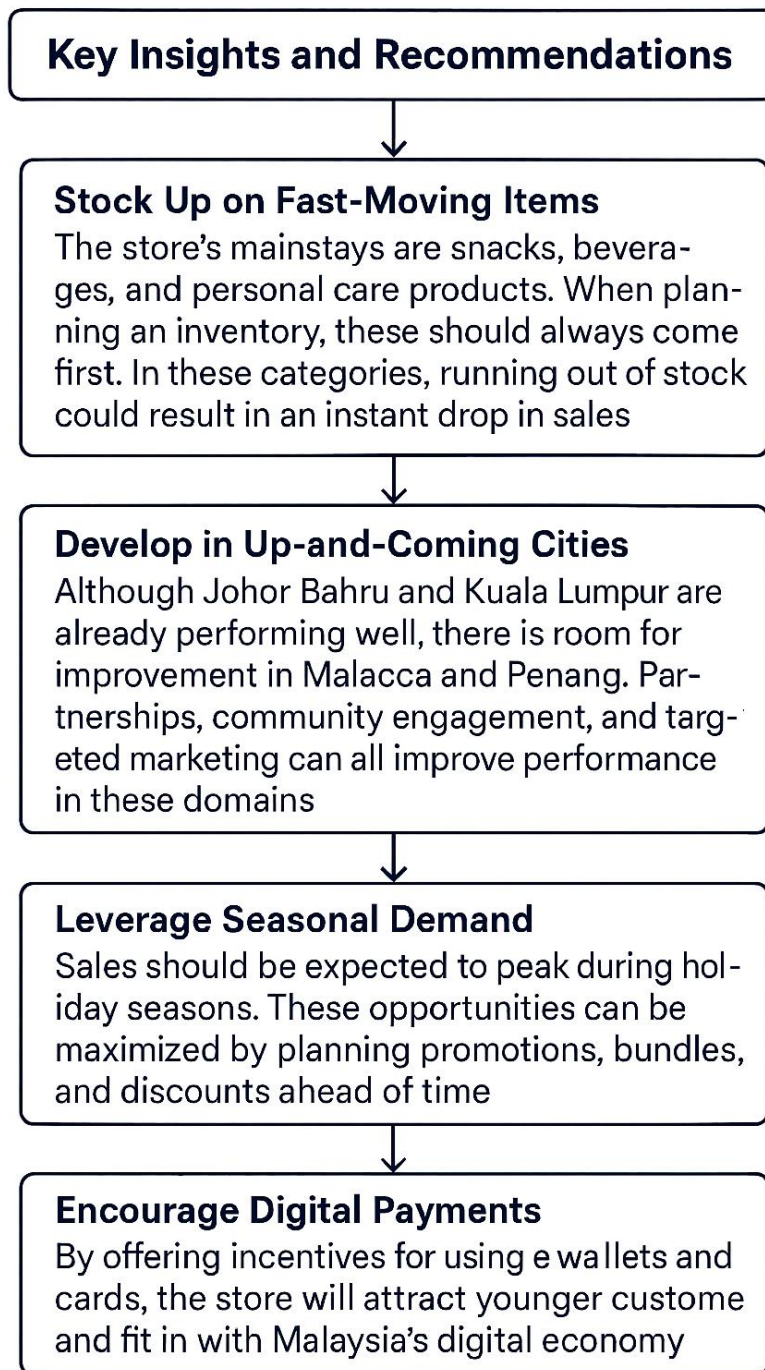 Key Insights and Recommendations
Stock Up on Fast-Moving Items
The store's mainstays are snacks, bevera-
ges, and personal care products. When plan-
ning an inventory, these should always come
first. In these categories, running out of stock
could result in an instant drop in sales
Develop in Up-and-Coming Cities
Although Johor Bahru and Kuala Lumpur are
already performing well, there is room for
improvement in Malacca and Penang. Par-
tnerships, community engagement, and targ-
eted marketing can all improve performance
in these domains
Leverage Seasonal Demand
Sales should be expected to peak during hol-
iday seasons. These opportunities can be
maximized by planning promotions, bundles,
and discounts ahead of time
Encourage Digital Payments
By offering incentives for using e wallets and
cards, the store will attract younger custome
and fit in with Malaysia's digital economy